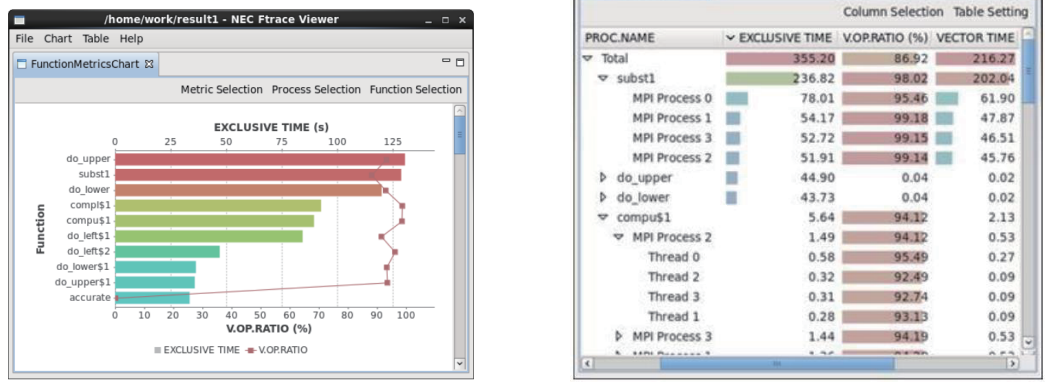 /home/work/result1 - NEC Ftrace Viewer
File Chart Table Help
FunctionMetricsChart
Metric Selection Process Selection Function Selection
EXCLUSIVE TIME (s)
0 25 50 75 100 125
do_upper
subst1
do_lower
compl$1
compu$1
do_left$1
do_left$2
do_lower$1
do_upper$1
accurate
Function
0 10 20 30 40 50 60 70 80 90 100
V.OP.RATIO (%)
EXCLUSIVE TIME V.OP.RATIO
Column Selection Table Setting
PROC.NAME EXCLUSIVE TIME V.OP.RATIO (%) VECTOR TIME
Total 355.20 86.92 216.27
subst1 236.82 98.02 202.04
MPI Process 0 78.01 95.46 61.90
MPI Process 1 54.17 99.18 47.87
MPI Process 3 52.72 99.15 46.51
MPI Process 2 51.91 99.14 45.76
do_upper 44.90 0.04 0.02
do_lower 43.73 0.04 0.02
compu$1 5.64 94.12 2.13
MPI Process 2 1.49 94.12 0.53
Thread 0 0.58 95.49 0.27
Thread 2 0.32 92.49 0.09
Thread 3 0.31 92.74 0.09
Thread 1 0.28 93.13 0.09
MPI Process 3 1.44 94.19 0.53